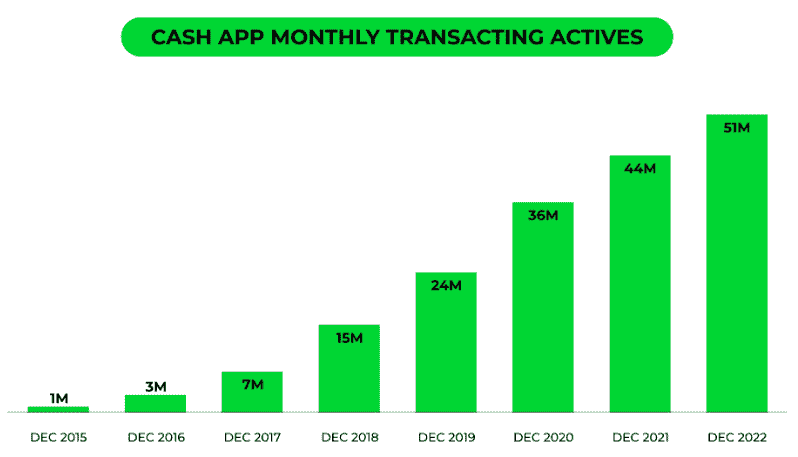 CASH APP MONTHLY TRANSACTING ACTIVES
1M
3M
7M
15M
24M
36M
44M
51M
DEC 2015
DEC 2016
DEC 2017
DEC 2018
DEC 2019
DEC 2020
DEC 2021
DEC 2022